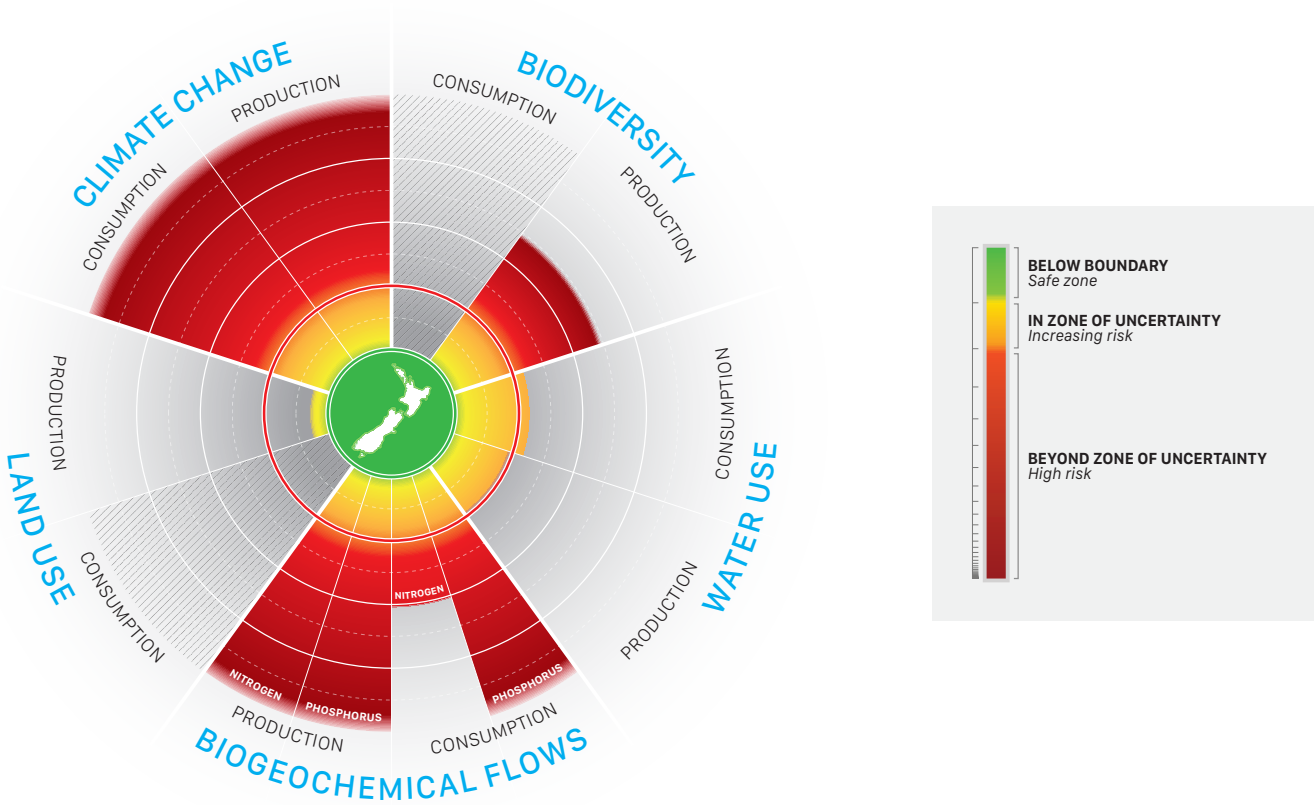 CLIMATE CHANGE
PRODUCTION
CONSUMPTION
BIODIVERSITY
CONSUMPTION
PRODUCTION
WATER USE
CONSUMPTION
PRODUCTION
BIOGEOCHEMICAL FLOWS
CONSUMPTION
NITROGEN
PHOSPHORUS
PRODUCTION
NITROGEN
PHOSPHORUS
LAND USE
PRODUCTION
CONSUMPTION
BELOW BOUNDARY
Safe zone
IN ZONE OF UNCERTAINTY
Increasing risk
BEYOND ZONE OF UNCERTAINTY
High risk